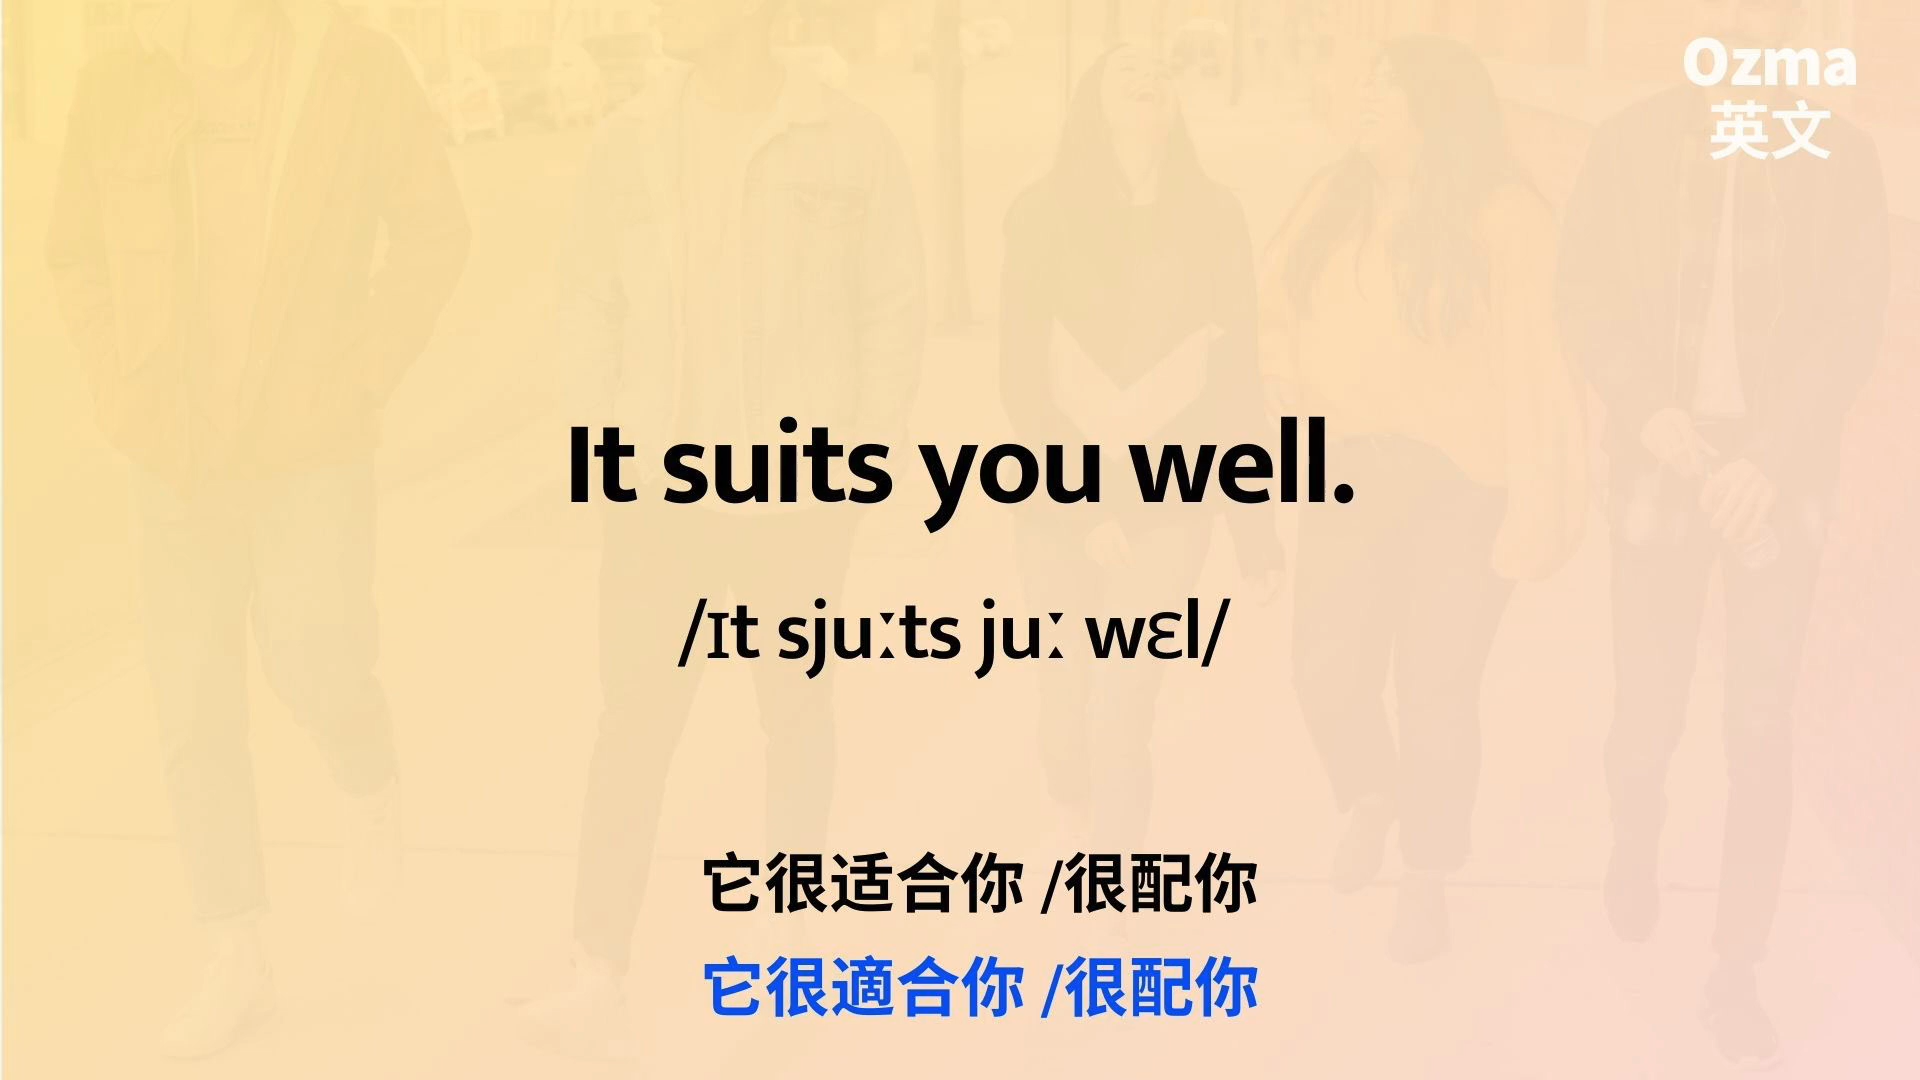 Ozma
英文
It suits you well.
/ɪt sjuːts juː wɛl/
它很适合你 /很配你
它很適合你 /很配你